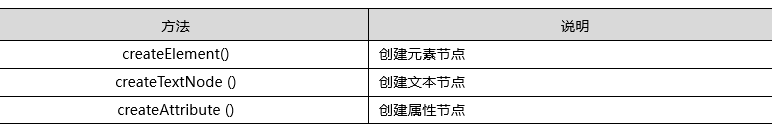 方法 说明
createElement() 创建元素节点
createTextNode () 创建文本节点
createAttribute () 创建属性节点